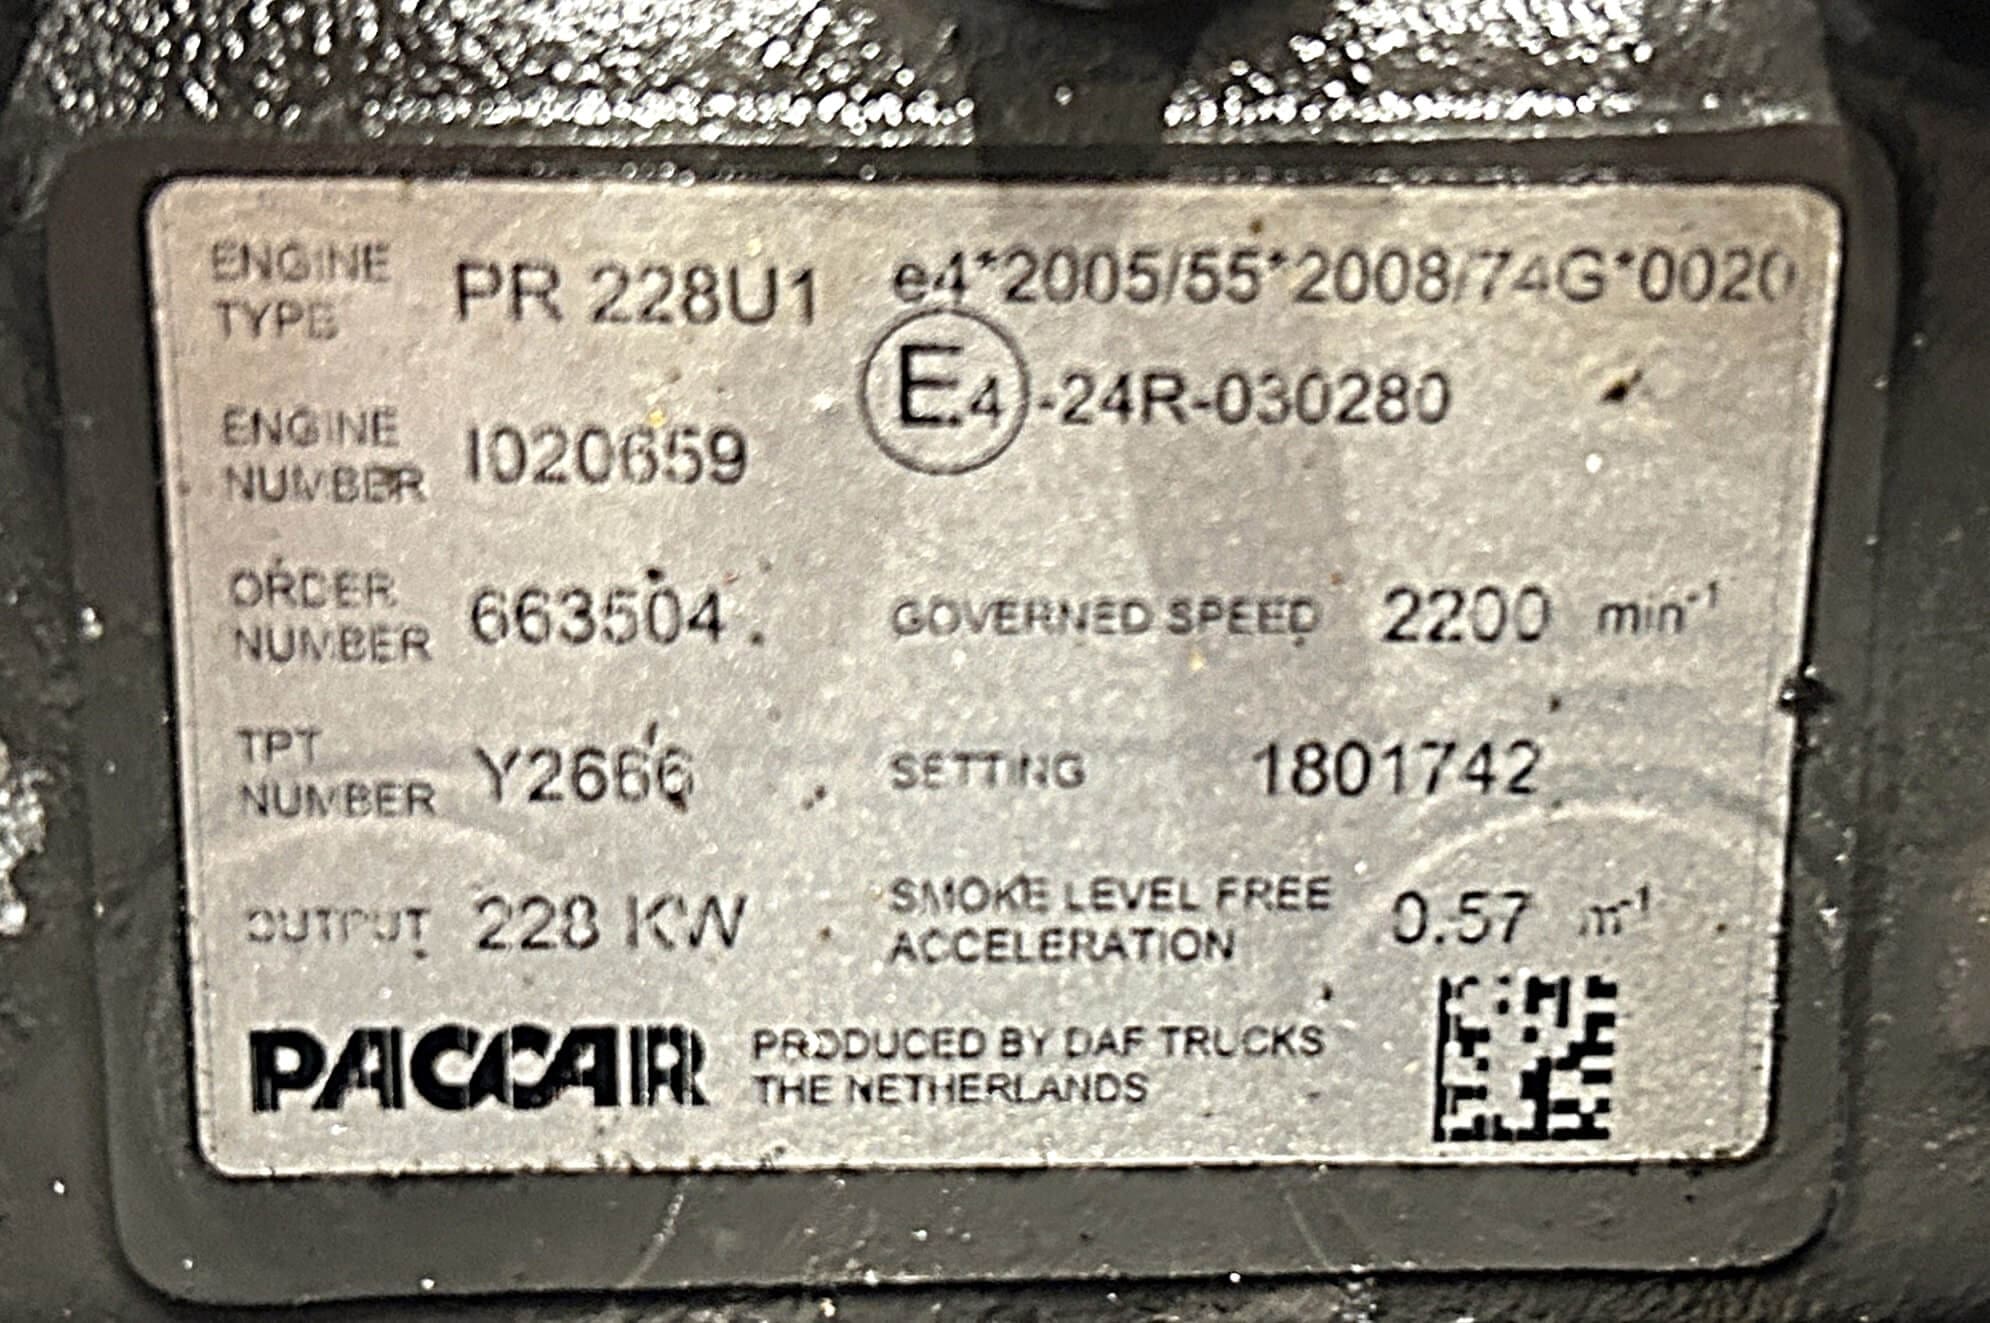 ENGINE TYPE PR 228U1 e4*2005/55*2008/74G*0020
E4-24R-030280
ENGINE NUMBER I020659
ORDER NUMBER 663504 GOVERNED SPEED 2200 min-1
TPT NUMBER Y2666 SETTING 1801742
OUTPUT 228 KW SMOKE LEVEL FREE ACCELERATION 0.57 m-1
PACCAR PRODUCED BY DAF TRUCKS
THE NETHERLANDS